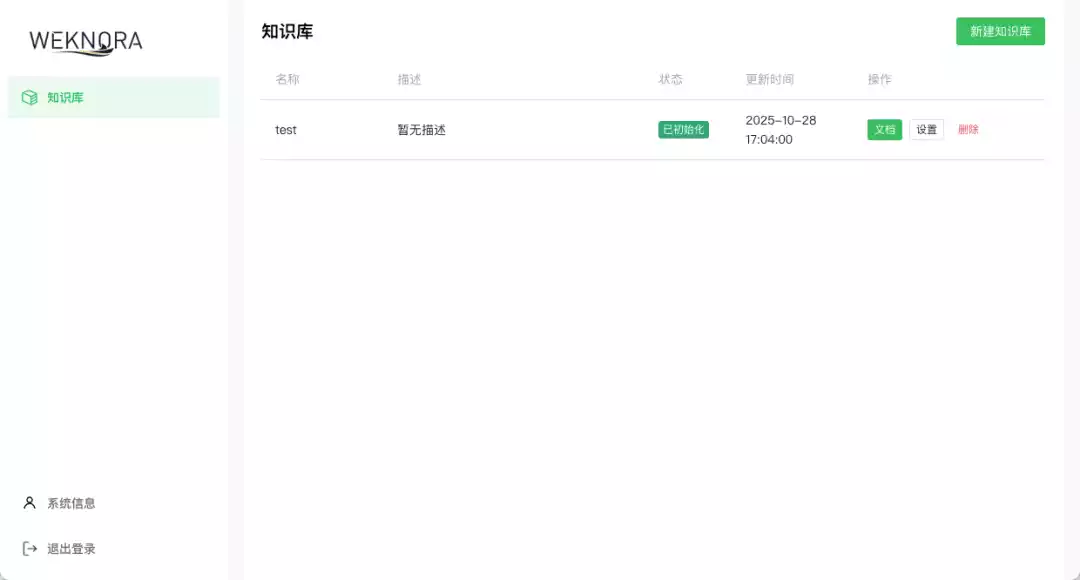 WEKNORA
知识库
系统信息
退出登录
知识库
新建知识库
名称 描述 状态 更新时间 操作
test 暂无描述 已初始化 2025-10-28 17:04:00 文档 设置 删除